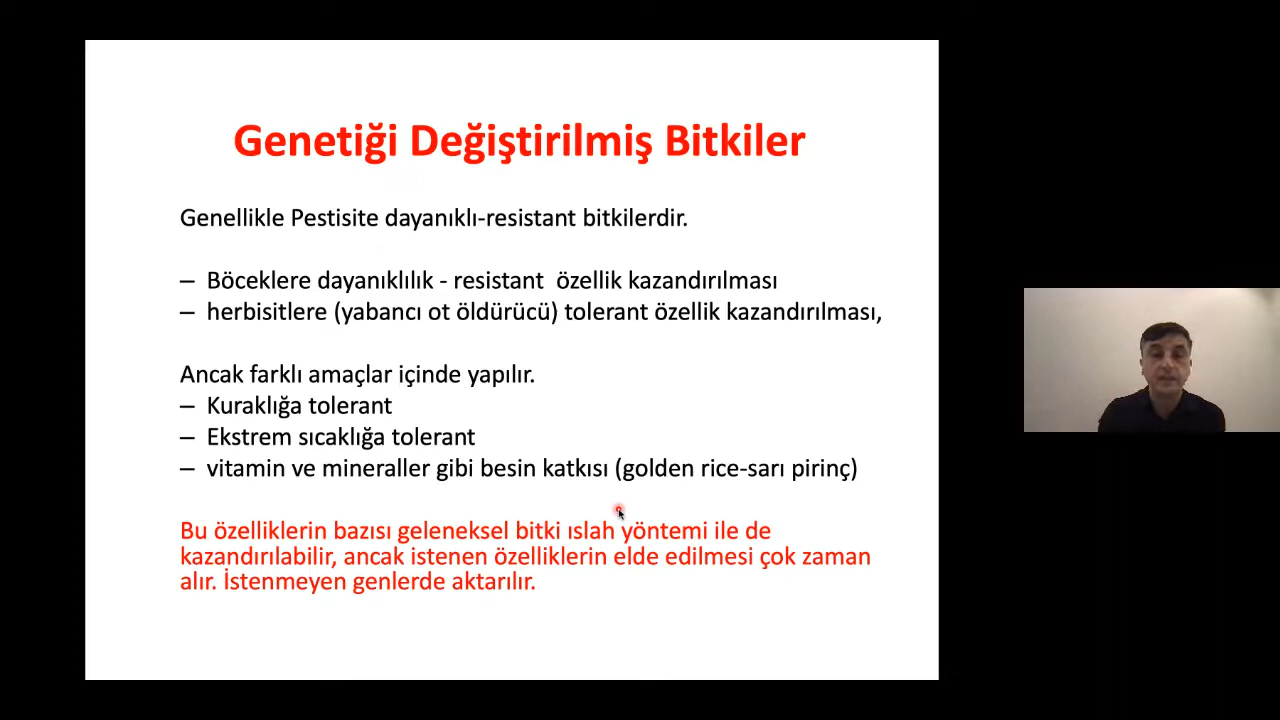 Genetiği Değiştirilmiş Bitkiler
Genellikle Pestisite dayanıklı-resistant bitkilerdir.
– Böceklere dayanıklılık - resistant  özellik kazandırılması
– herbisitlere (yabancı ot öldürücü) tolerant özellik kazandırılması,
Ancak farklı amaçlar içinde yapılır.
– Kuraklığa tolerant
– Ekstrem sıcaklığa tolerant
– vitamin ve mineraller gibi besin katkısı (golden rice-sarı pirinç)
Bu özelliklerin bazısı geleneksel bitki ıslah yöntemi ile de
kazandırılabilir, ancak istenen özelliklerin elde edilmesi çok zaman
alır. İstenmeyen genlerde aktarılır.